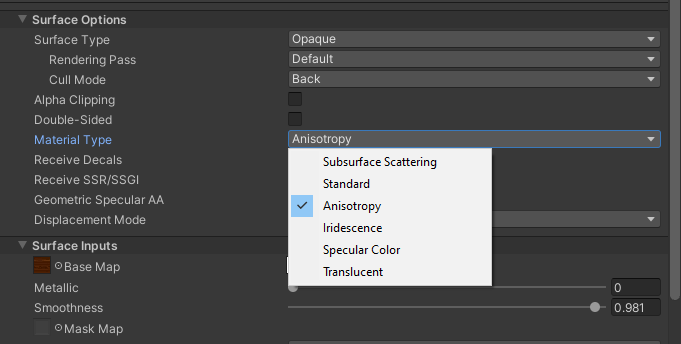 Surface Options
Surface Type Opaque
Rendering Pass Default
Cull Mode Back
Alpha Clipping
Double-Sided
Material Type Anisotropy
Receive Decals
Receive SSR/SSGI
Geometric Specular AA
Displacement Mode
Subsurface Scattering
Standard
Anisotropy
Iridescence
Specular Color
Translucent
Surface Inputs
Base Map
Metallic 0
Smoothness 0.981
Mask Map